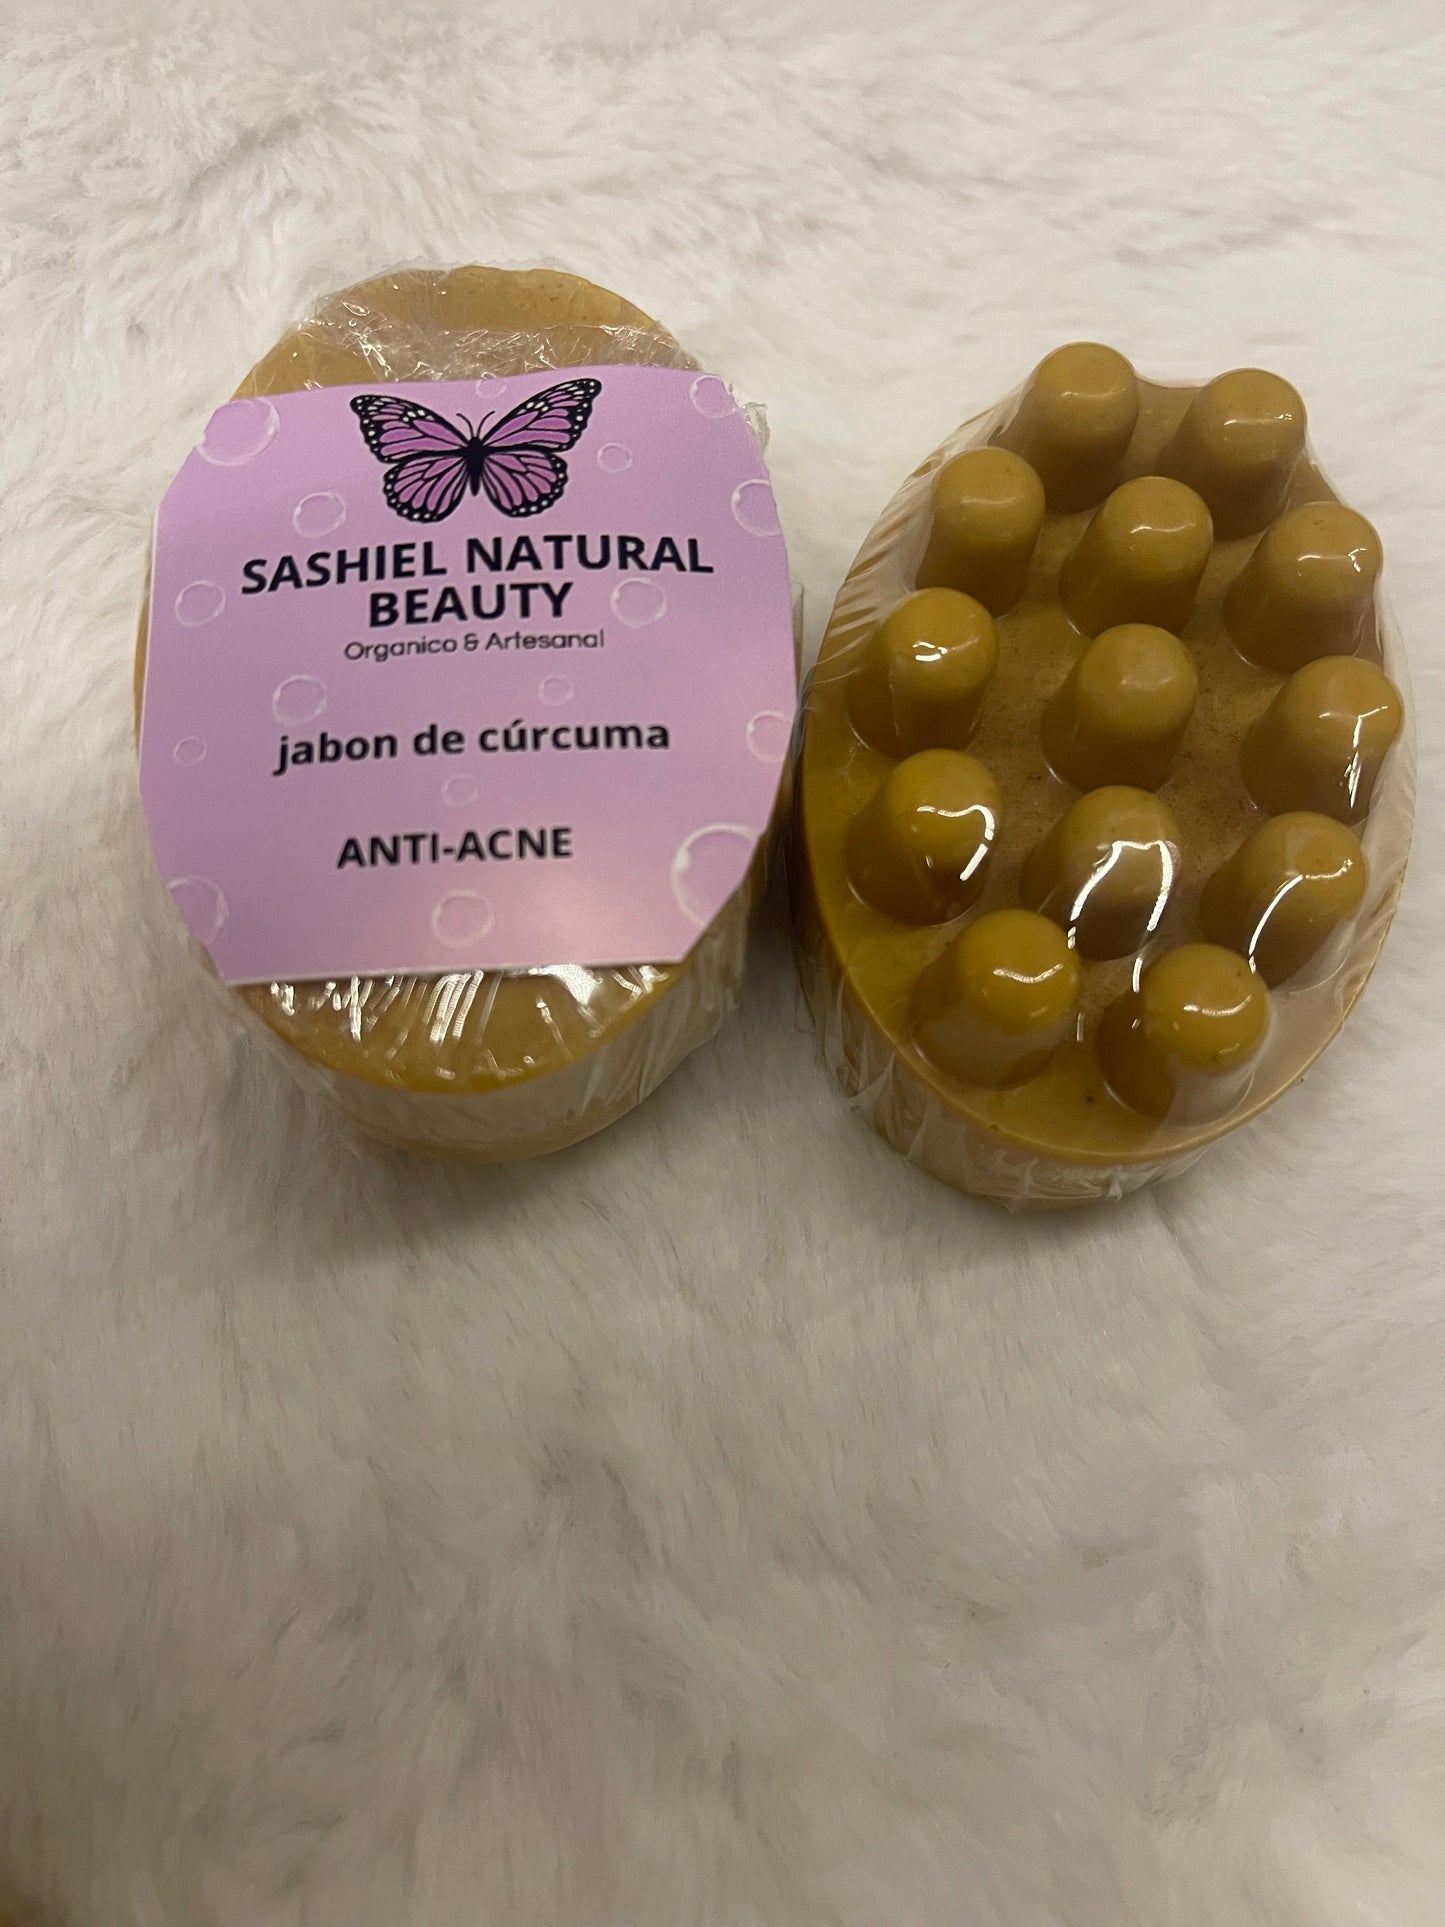 SASHIEL NATURAL
BEAUTY
Organico & Artesanal
jabon de cúrcuma
ANTI-ACNE